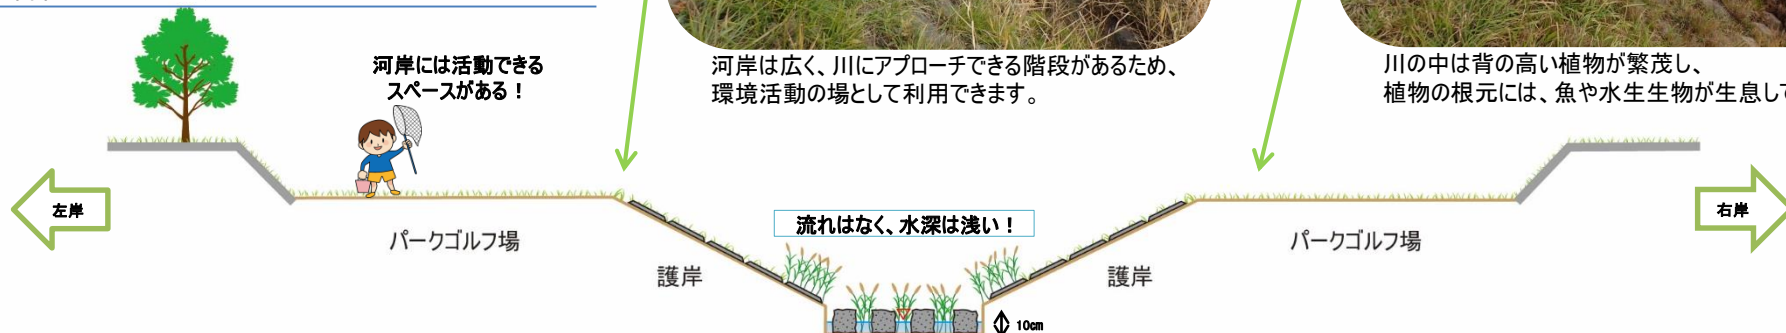 河岸には活動できる
スペースがある！
河岸は広く、川にアプローチできる階段があるため、
環境活動の場として利用できます。
川の中は背の高い植物が繁茂し、
植物の根元には、魚や水生生物が生息して
左岸
パークゴルフ場
護岸
流れはなく、水深は浅い！
護岸
パークゴルフ場
右岸
10cm